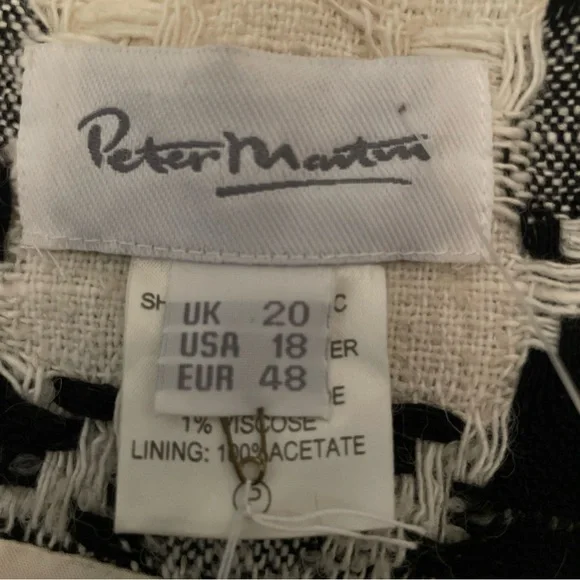 Peter Martin
UK 20
USA 18
EUR 48
1% VISCOSE
LINING: 100% ACETATE